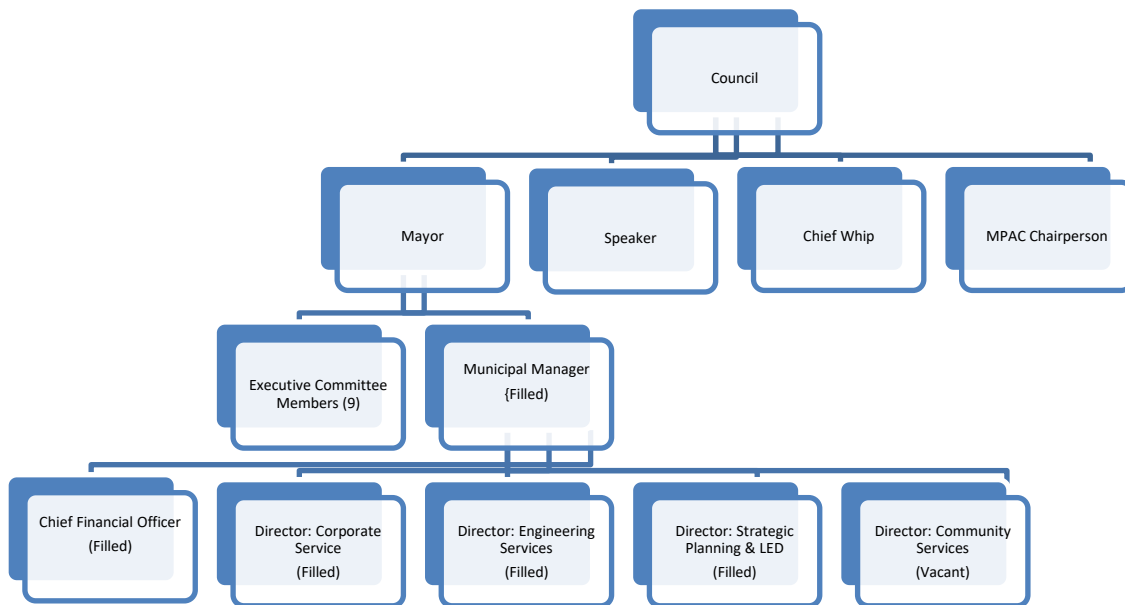 Council
Mayor
Speaker
Chief Whip
MPAC Chairperson
Executive Committee
Members (9)
Municipal Manager
{Filled)
Chief Financial Officer
(Filled)
Director: Corporate
Service
(Filled)
Director: Engineering
Services
(Filled)
Director: Strategic
Planning & LED
(Filled)
Director: Community
Services
(Vacant)